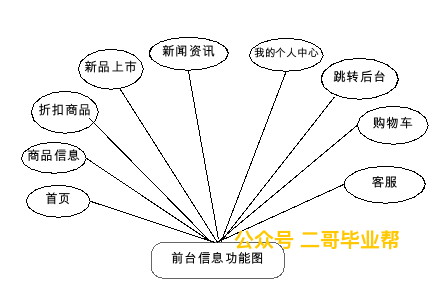 新闻资讯
我的个人中心
新品上市
跳转后台
折扣商品
购物车
商品信息
客服
首页
公众号 二哥毕业帮
前台信息功能图